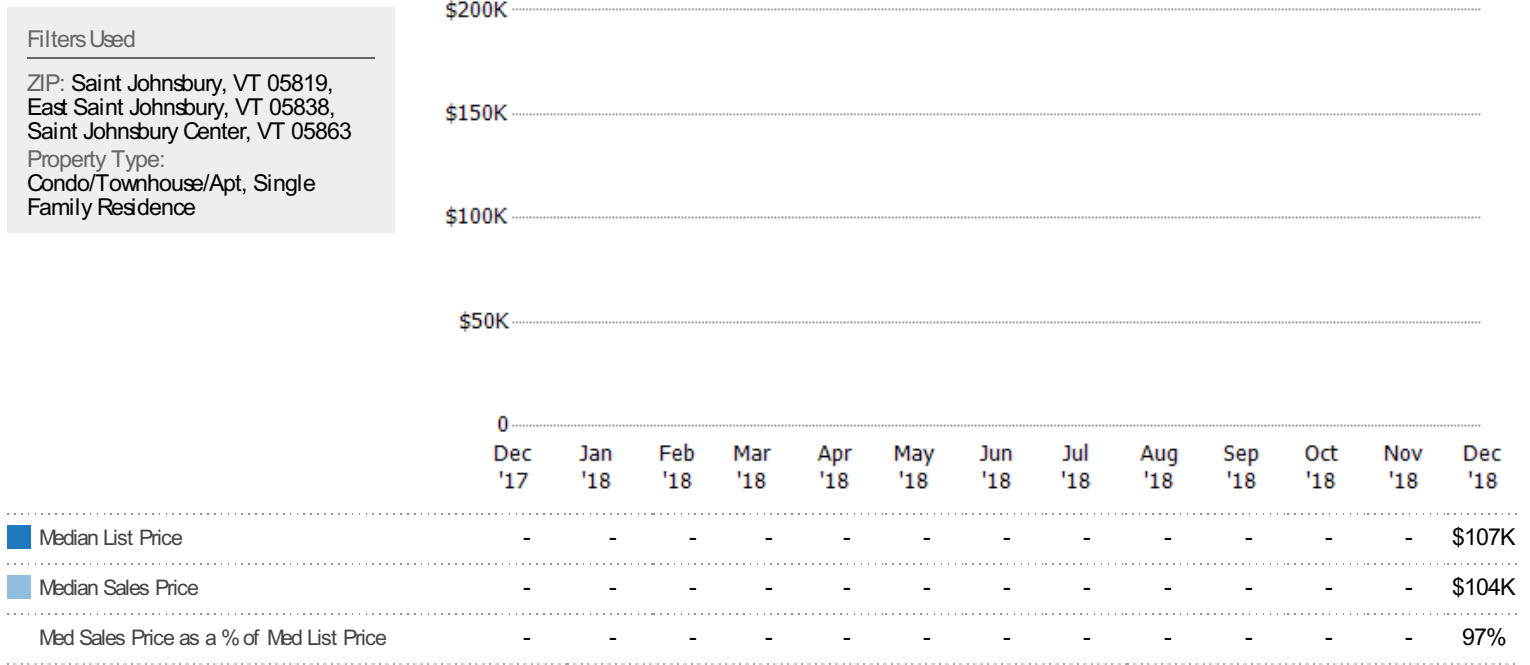 Filters Used
ZIP: Saint Johnsbury, VT 05819,
East Saint Johnsbury, VT 05838,
Saint Johnsbury Center, VT 05863
Property Type:
Condo/Townhouse/Apt, Single
Family Residence
$200K
$150K
$100K
$50K
0
Dec Jan Feb Mar Apr May Jun Jul Aug Sep Oct Nov Dec
'17 '18 '18 '18 '18 '18 '18 '18 '18 '18 '18 '18 '18
Median List Price - - - - - - - - - - - - $107K
Median Sales Price - - - - - - - - - - - - $104K
Med Sales Price as a % of Med List Price - - - - - - - - - - - - 97%